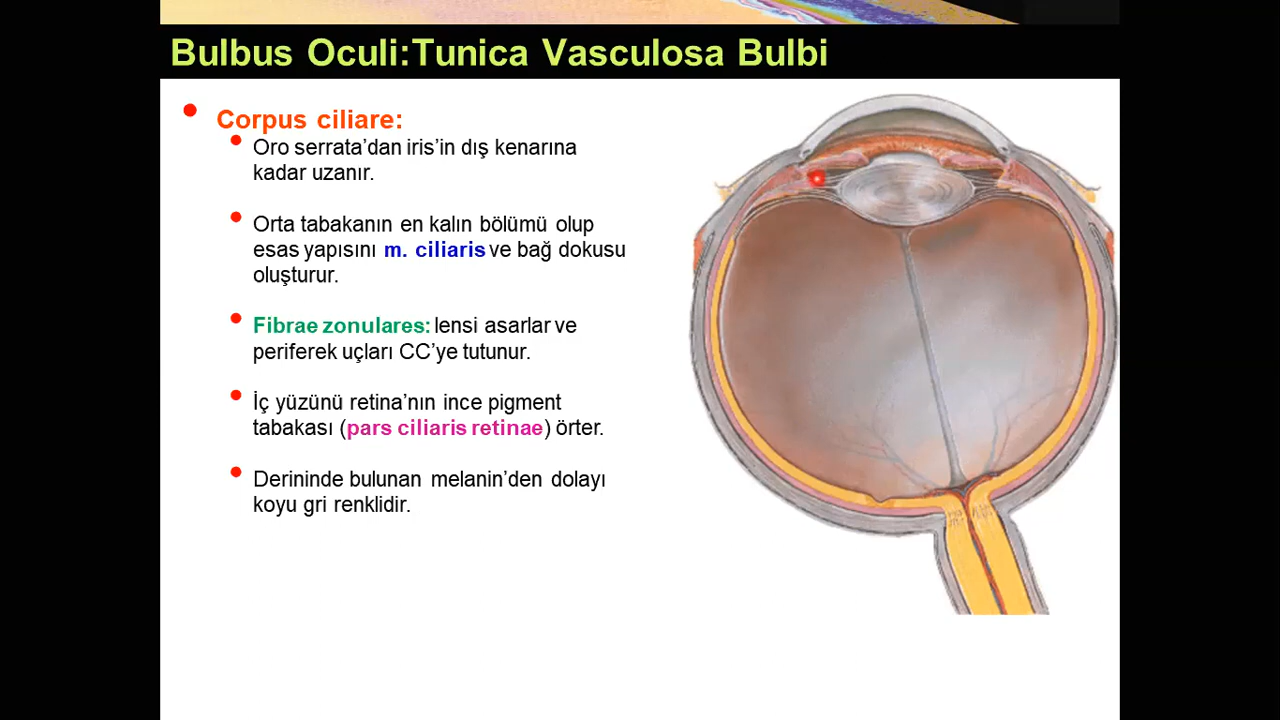 Bulbus Oculi:Tunica Vasculosa Bulbi
Corpus ciliare:
Oro serrata’dan iris’in dış kenarına
kadar uzanır.
Orta tabakanın en kalın bölümü olup
esas yapısını m. ciliaris ve bağ dokusu
oluşturur.
Fibrae zonulares: lensi asarlar ve
periferek uçları CC’ye tutunur.
İç yüzünü retina’nın ince pigment
tabakası (pars ciliaris retinae) örter.
Derininde bulunan melanin’den dolayı
koyu gri renklidir.